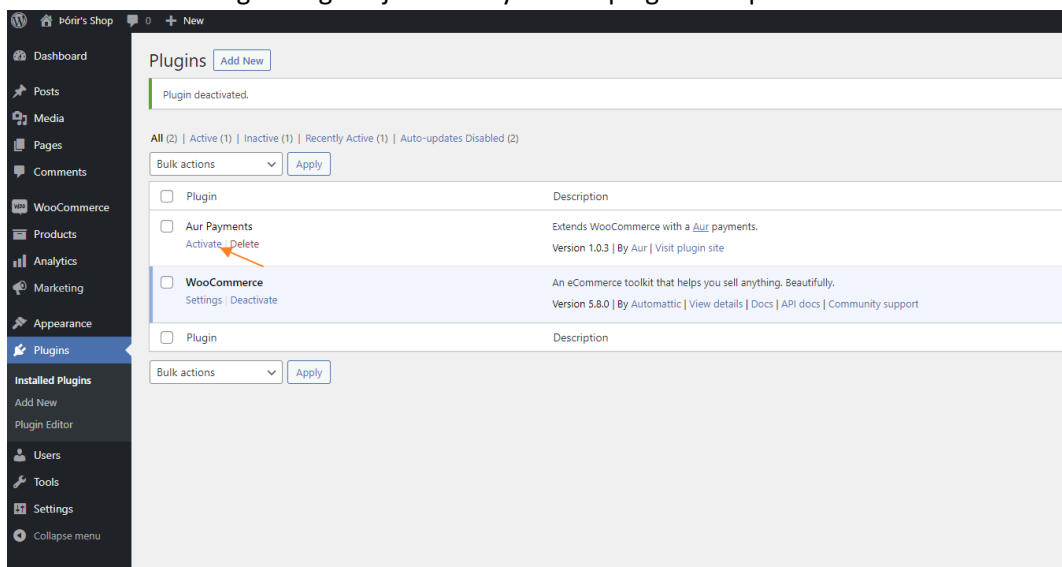 Þórir's Shop 0 + New
Dashboard
Posts
Media
Pages
Comments
WooCommerce
Products
Analytics
Marketing
Appearance
Plugins
Installed Plugins
Add New
Plugin Editor
Users
Tools
Settings
Collapse menu
Plugins Add New
Plugin deactivated.
All (2) | Active (1) | Inactive (1) | Recently Active (1) | Auto-updates Disabled (2)
Bulk actions Apply
Plugin Description
Aur Payments Extends WooCommerce with a Aur payments.
Activate | Delete Version 1.0.3 | By Aur | Visit plugin site
WooCommerce An eCommerce toolkit that helps you sell anything. Beautifully.
Settings | Deactivate Version 5.8.0 | By Automattic | View details | Docs | API docs | Community support
Plugin Description
Bulk actions Apply